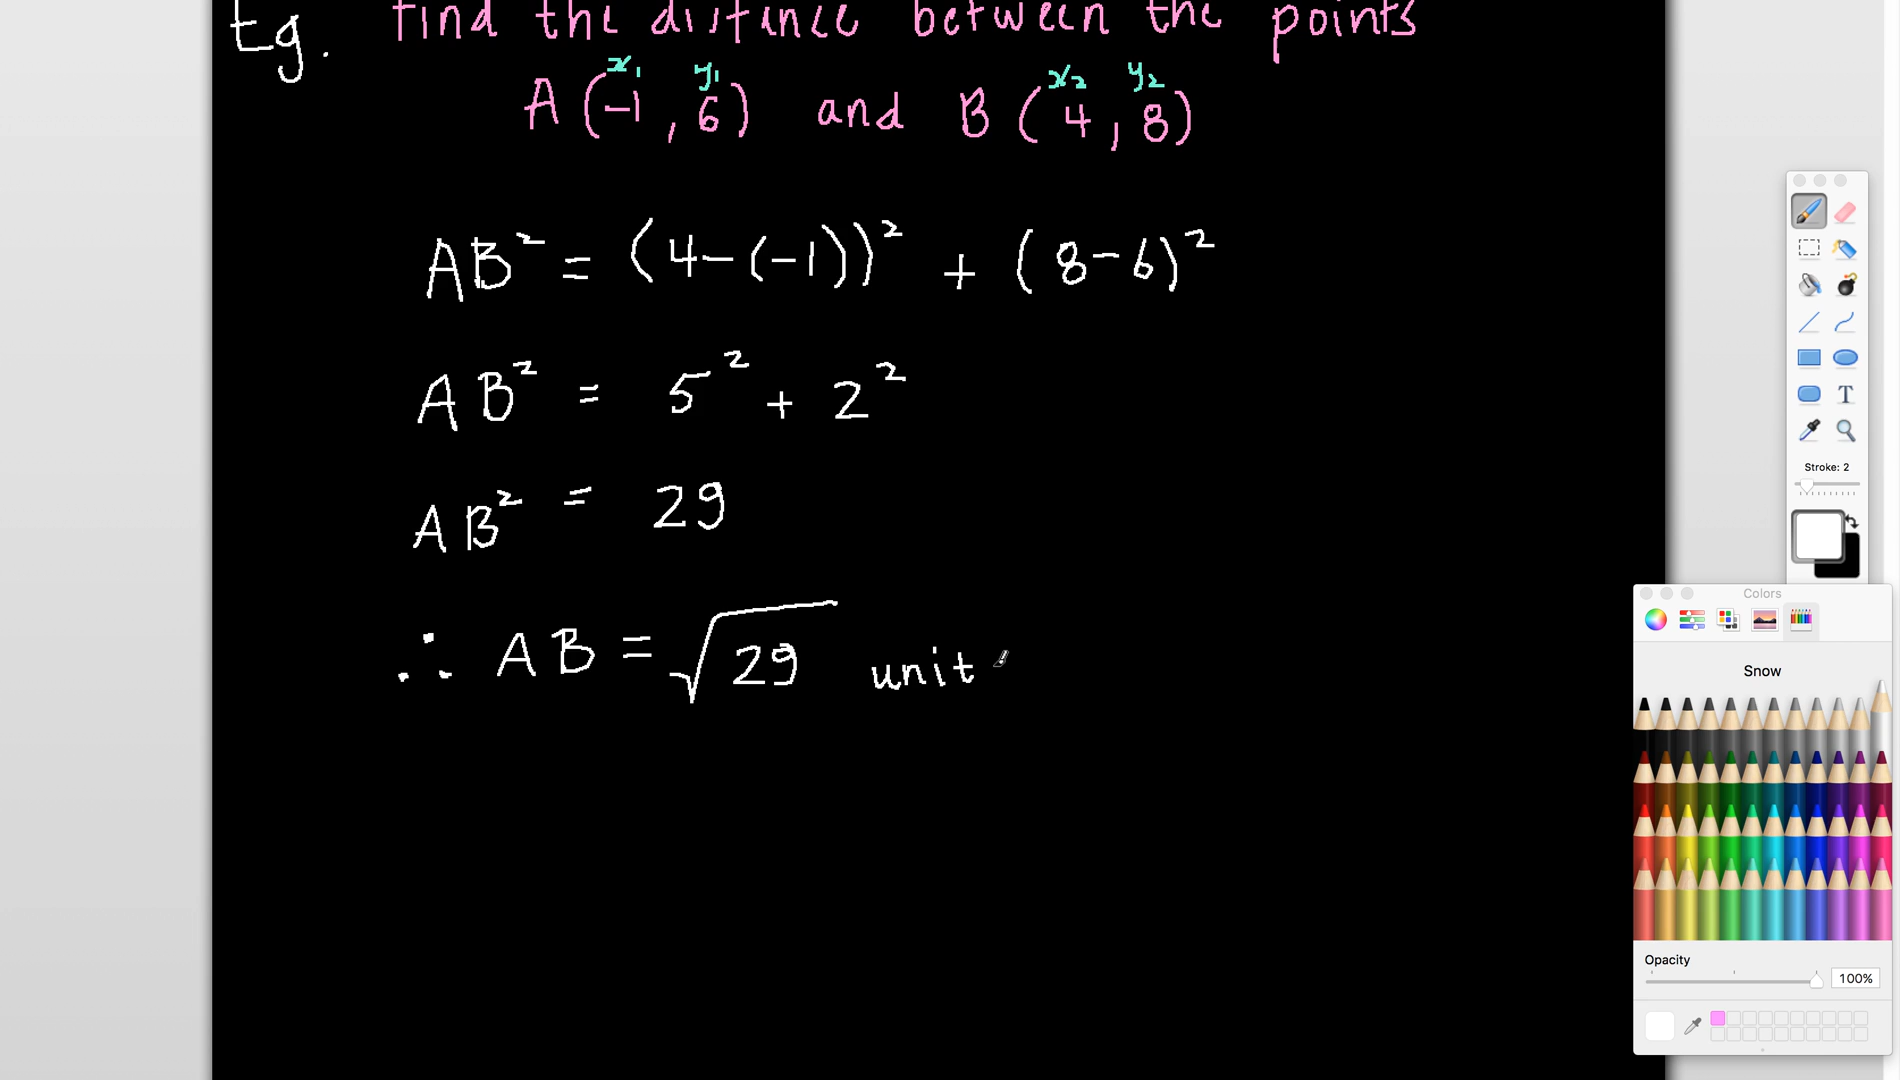 Eg. Find the distance between the points
x₁ y₁ x₂ y₂
A (-1, 6) and B (4, 8)
AB² = (4-(-1))² + (8-6)²
AB² = 5² + 2²
AB² = 29
∴ AB = √29 unit
Stroke: 2
Colors
Snow
Opacity
100%